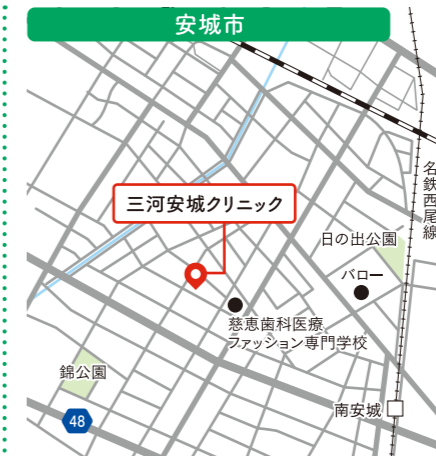 安城市
名鉄西尾線
三河安城クリニック
日の出公園
バロー
慈恵歯科医療
ファッション専門学校
錦公園
南安城
48